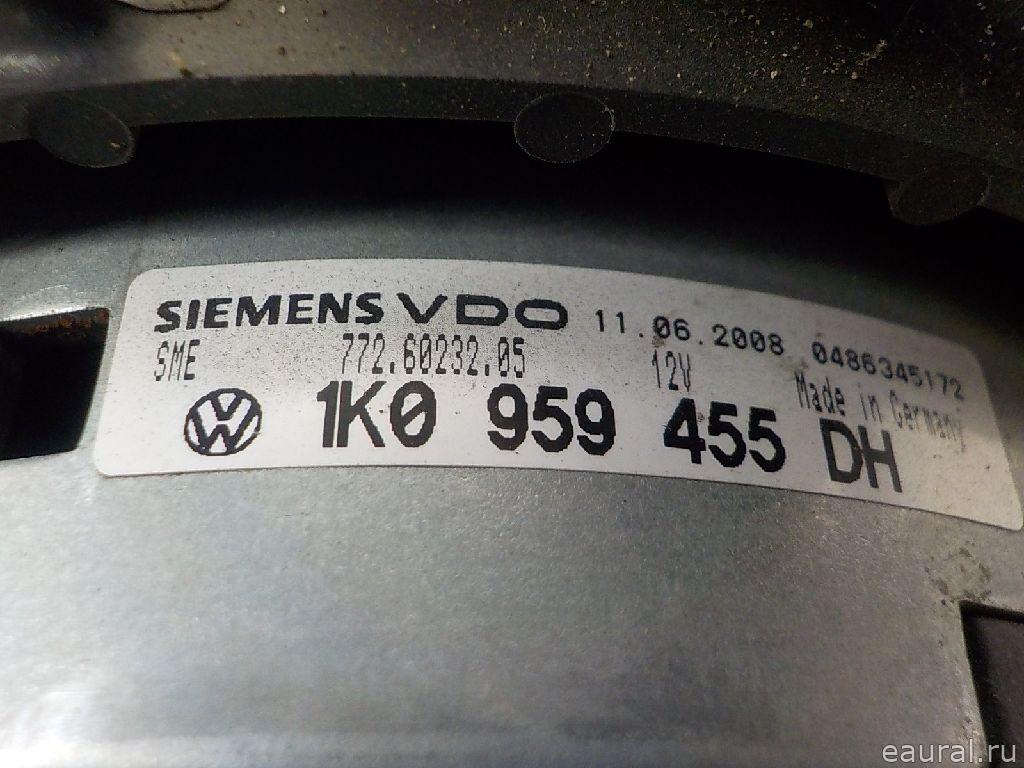 SIEMENS VDO 11.06.2008 0486345172
SME 772.60232.05 12V Made in Germany
1K0 959 455 DH
eaural.ru